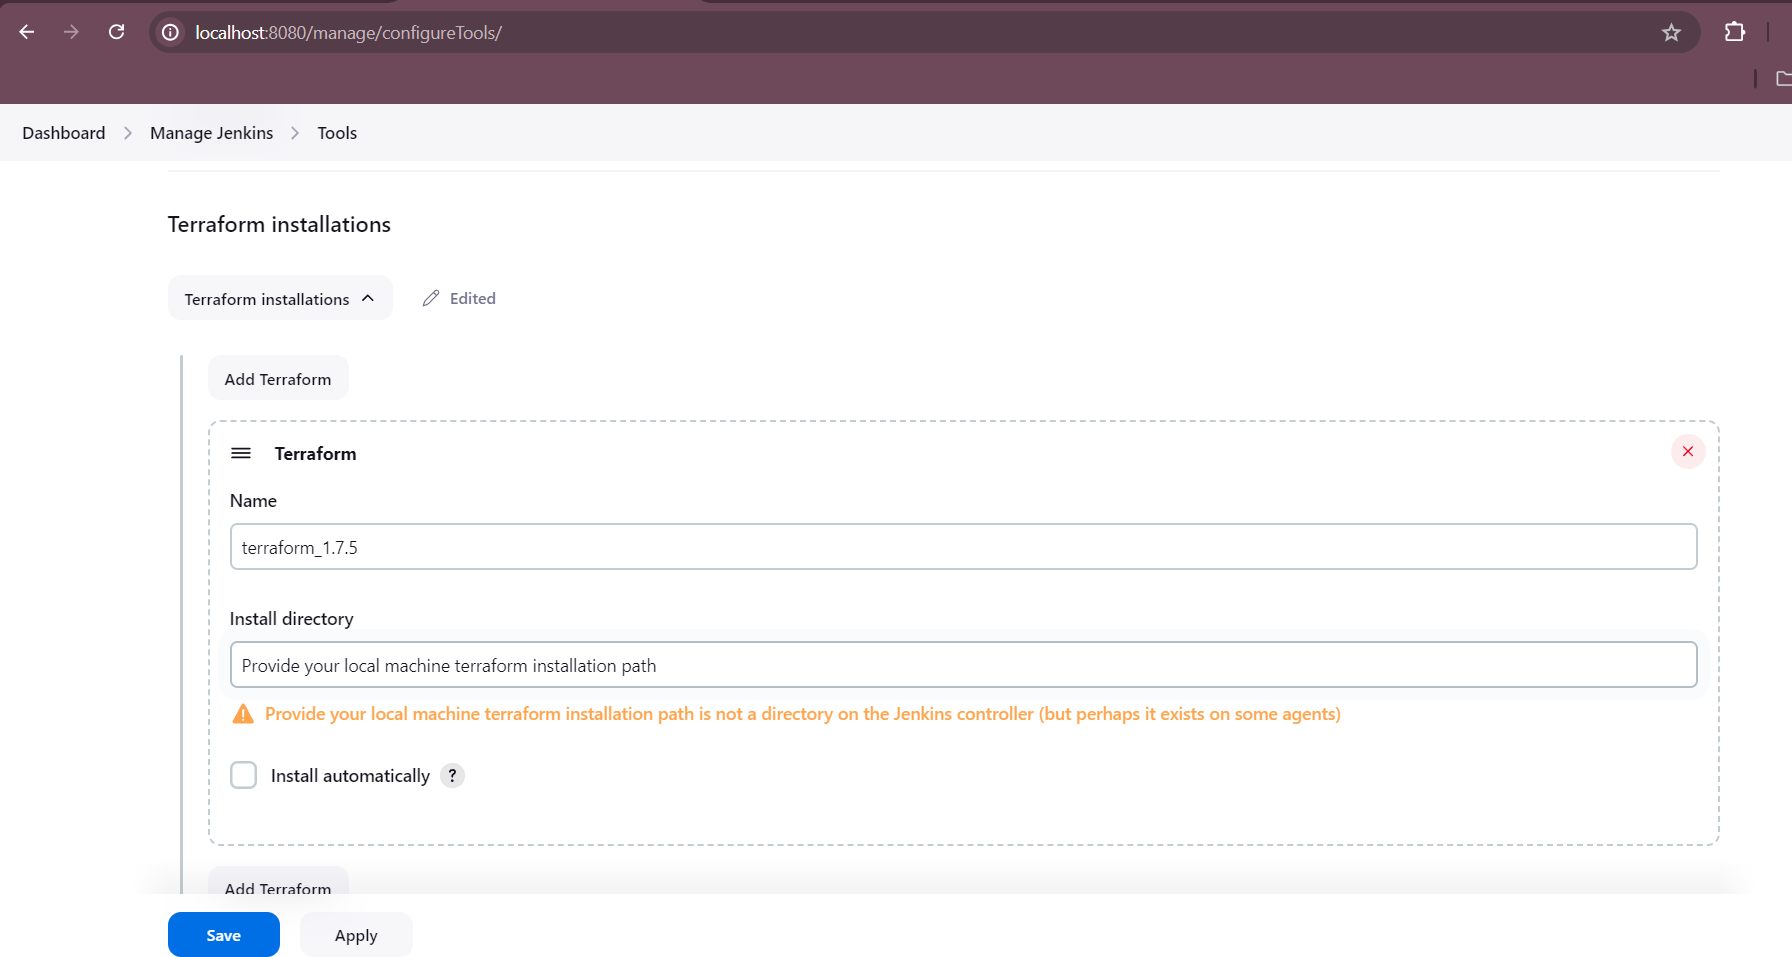 localhost:8080/manage/configureTools/
Dashboard > Manage Jenkins > Tools
Terraform installations
Terraform installations Edited
Add Terraform
Terraform
Name
terraform_1.7.5
Install directory
Provide your local machine terraform installation path
Provide your local machine terraform installation path is not a directory on the Jenkins controller (but perhaps it exists on some agents)
Install automatically ?
Add Terraform
Save Apply